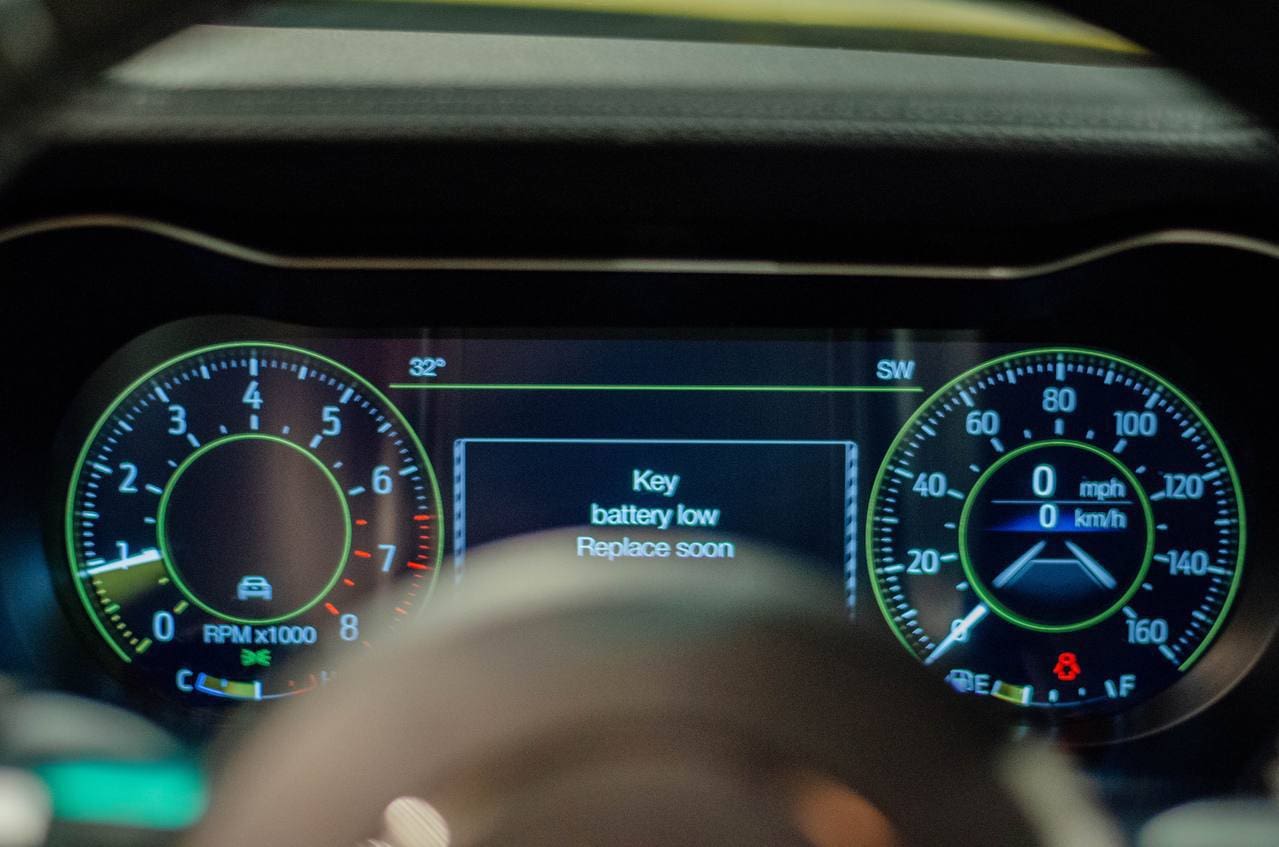 32° SW
4
3 5
2 6
1 7
0 8
RPM x1000
C H
Key
battery low
Replace soon
80
60 100
40 120
20 140
0 160
0 mph
0 km/h
E F